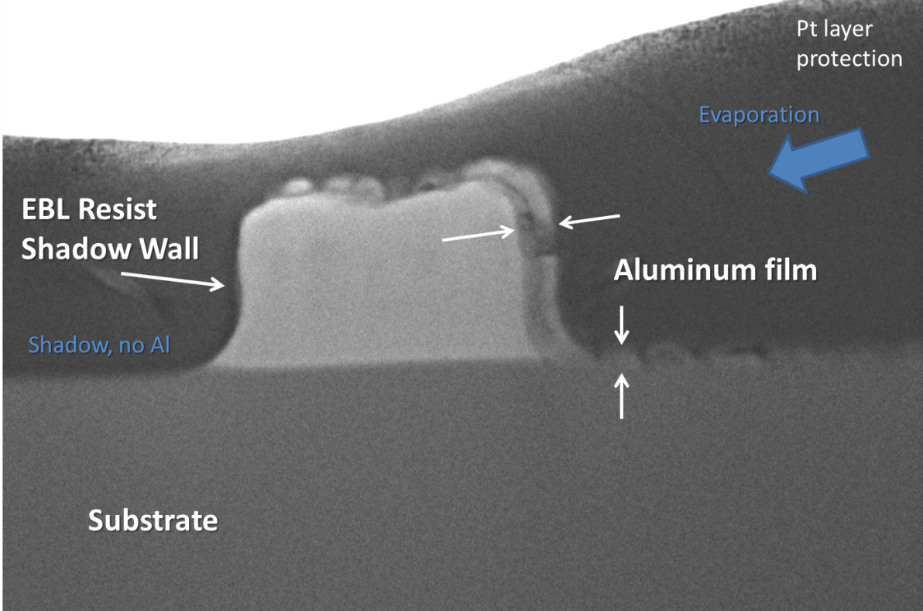 Pt layer
protection
Evaporation
EBL Resist
Shadow Wall
Aluminum film
Shadow, no Al
Substrate